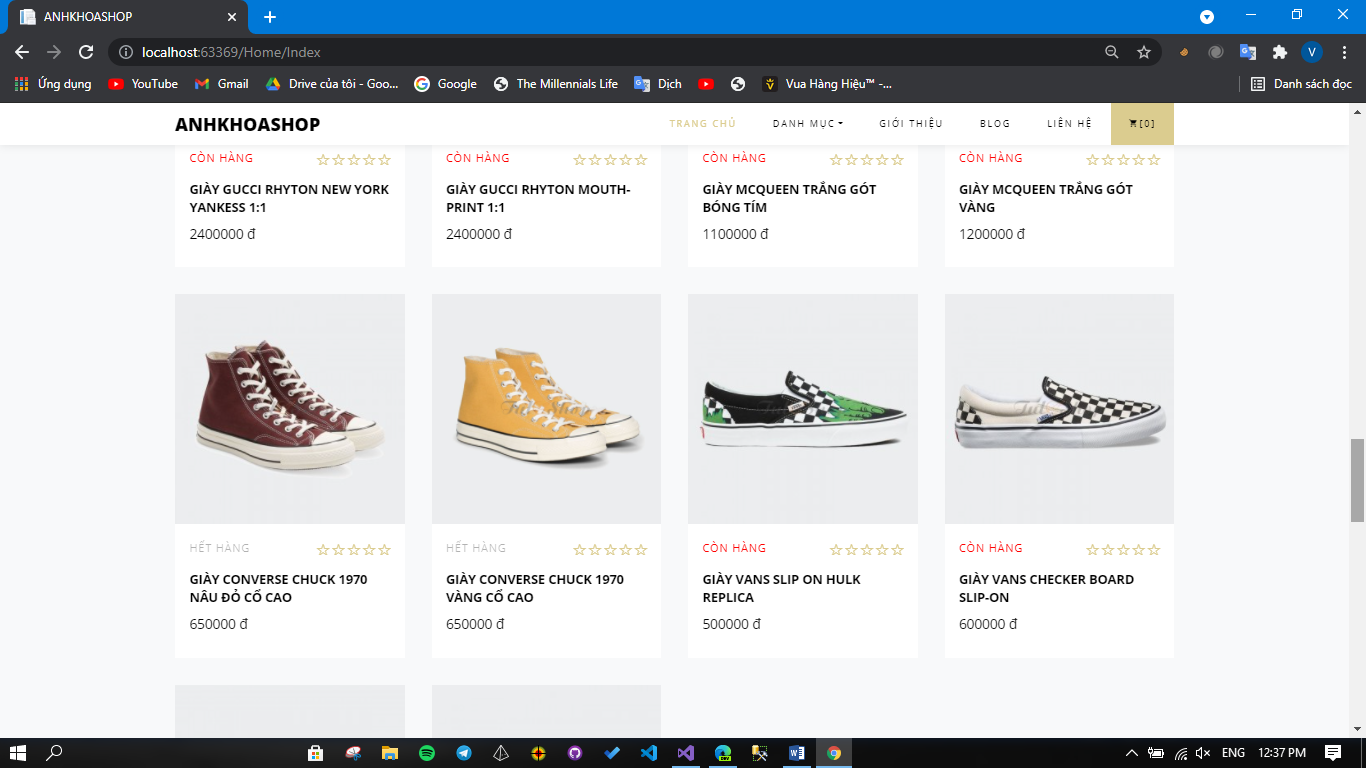 ANHKHOASHOP
localhost:63369/Home/Index
V
Ứng dụng YouTube Gmail Drive của tôi - Goo... Google The Millennials Life Dịch Vua Hàng Hiệu™ -... Danh sách đọc
ANHKHOASHOP TRANG CHỦ DANH MỤC GIỚI THIỆU BLOG LIÊN HỆ [0]
CÒN HÀNG CÒN HÀNG CÒN HÀNG CÒN HÀNG
GIÀY GUCCI RHYTON NEW YORK
YANKESS 1:1
2400000 đ
GIÀY GUCCI RHYTON MOUTH-
PRINT 1:1
2400000 đ
GIÀY MCQUEEN TRẮNG GÓT
BÓNG TÍM
1100000 đ
GIÀY MCQUEEN TRẮNG GÓT
VÀNG
1200000 đ
HẾT HÀNG
GIÀY CONVERSE CHUCK 1970
NÂU ĐỎ CỔ CAO
650000 đ
HẾT HÀNG
GIÀY CONVERSE CHUCK 1970
VÀNG CỔ CAO
650000 đ
CÒN HÀNG
GIÀY VANS SLIP ON HULK
REPLICA
500000 đ
CÒN HÀNG
GIÀY VANS CHECKER BOARD
SLIP-ON
600000 đ
ENG 12:37 PM